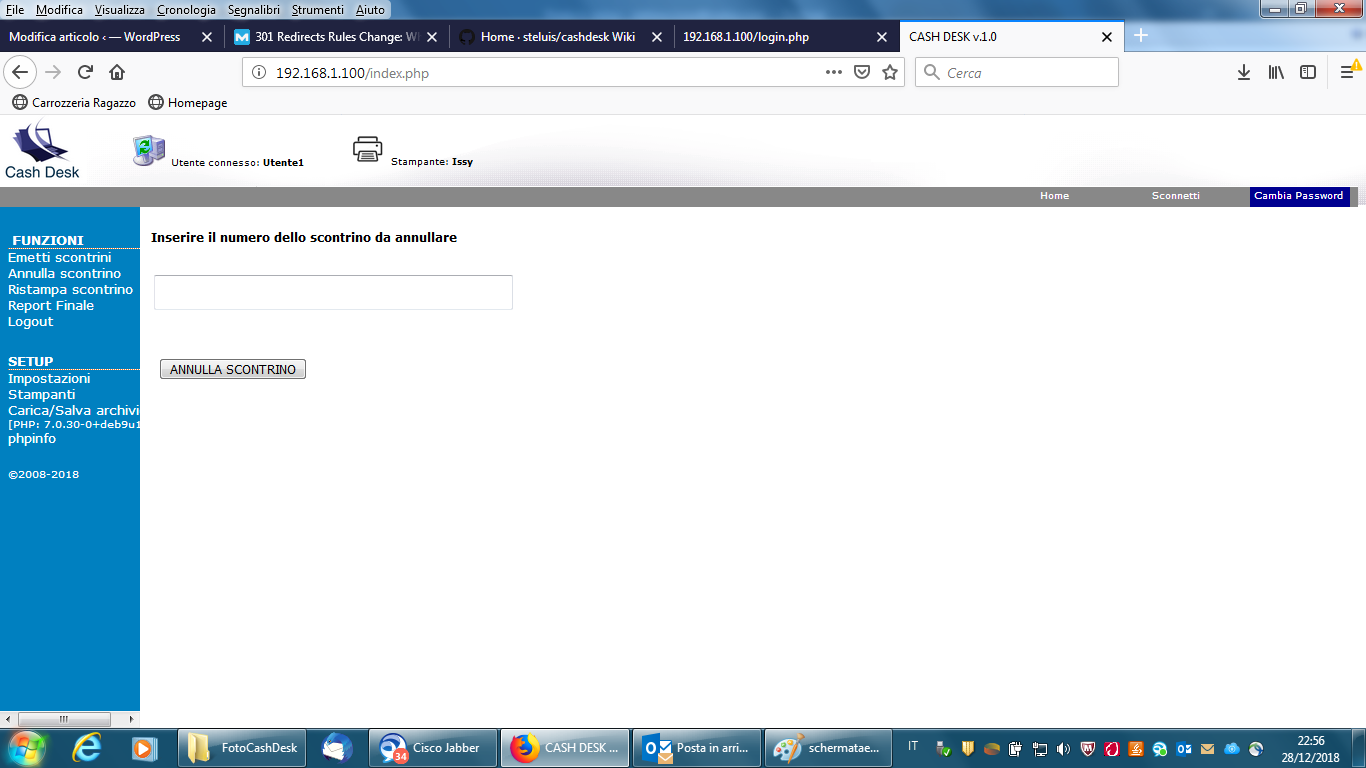 File Modifica Visualizza Cronologia Segnalibri Strumenti Aiuto
Modifica articolo ‹ — WordPress
301 Redirects Rules Change: W
Home · steluis/cashdesk Wiki
192.168.1.100/login.php
CASH DESK v.1.0
192.168.1.100/index.php
Cerca
Carrozzeria Ragazzo
Homepage
Cash Desk
Utente connesso: Utente1
Stampante: Issy
Home
Sconnetti
Cambia Password
FUNZIONI
Emetti scontrini
Annulla scontrino
Ristampa scontrino
Report Finale
Logout
SETUP
Impostazioni
Stampanti
Carica/Salva archivi
[PHP: 7.0.30-0+deb9u1
phpinfo
©2008-2018
Inserire il numero dello scontrino da annullare
ANNULLA SCONTRINO
FotoCashDesk
34
Cisco Jabber
CASH DESK ...
Posta in arri...
schermatae...
IT
22:56
28/12/2018